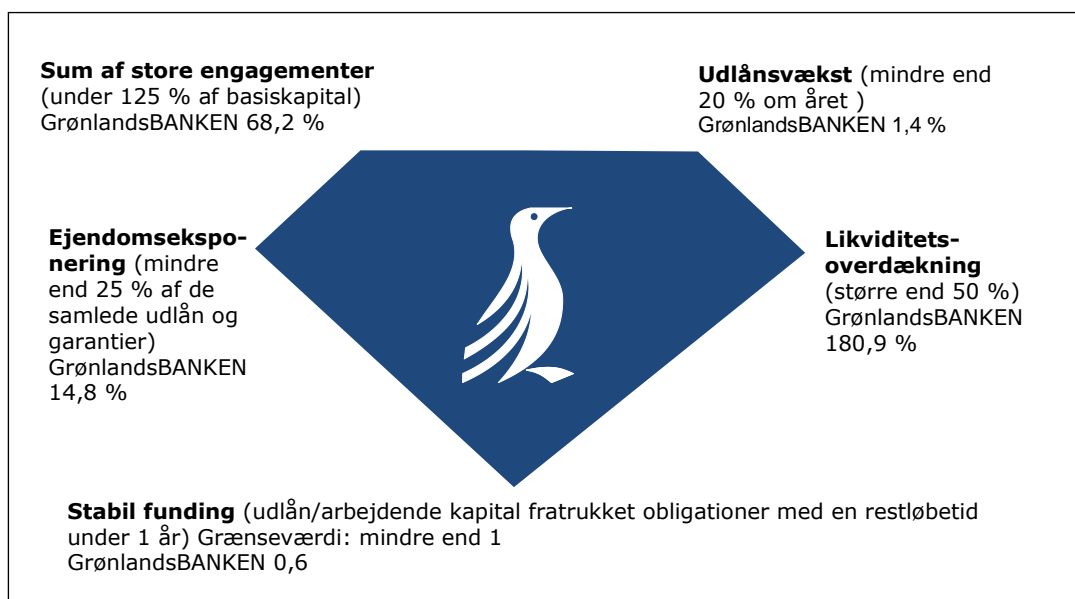 Sum af store engagementer
(under 125 % af basiskapital)
GrønlandsBANKEN 68,2 %
Udlånsvækst (mindre end
20 % om året )
GrønlandsBANKEN 1,4 %
Ejendomsekspo-
nering (mindre
end 25 % af de
samlede udlån og
garantier)
GrønlandsBANKEN
14,8 %
Likviditets-
overdækning
(større end 50 %)
GrønlandsBANKEN
180,9 %
Stabil funding (udlån/arbejdende kapital fratrukket obligationer med en restløbetid
under 1 år) Grænseværdi: mindre end 1
GrønlandsBANKEN 0,6